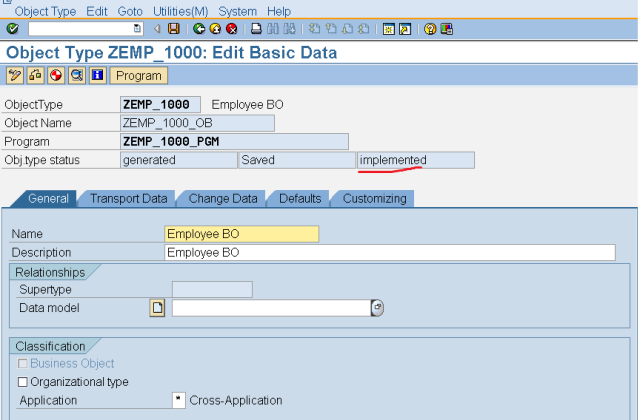 Object Type Edit Goto Utilities(M) System Help
Object Type ZEMP_1000: Edit Basic Data
Program
ObjectType ZEMP_1000 Employee BO
Object Name ZEMP_1000_OB
Program ZEMP_1000_PGM
Obj.type status generated Saved implemented
General Transport Data Change Data Defaults Customizing
Name Employee BO
Description Employee BO
Relationships
Supertype
Data model
Classification
Business Object
Organizational type
Application * Cross-Application